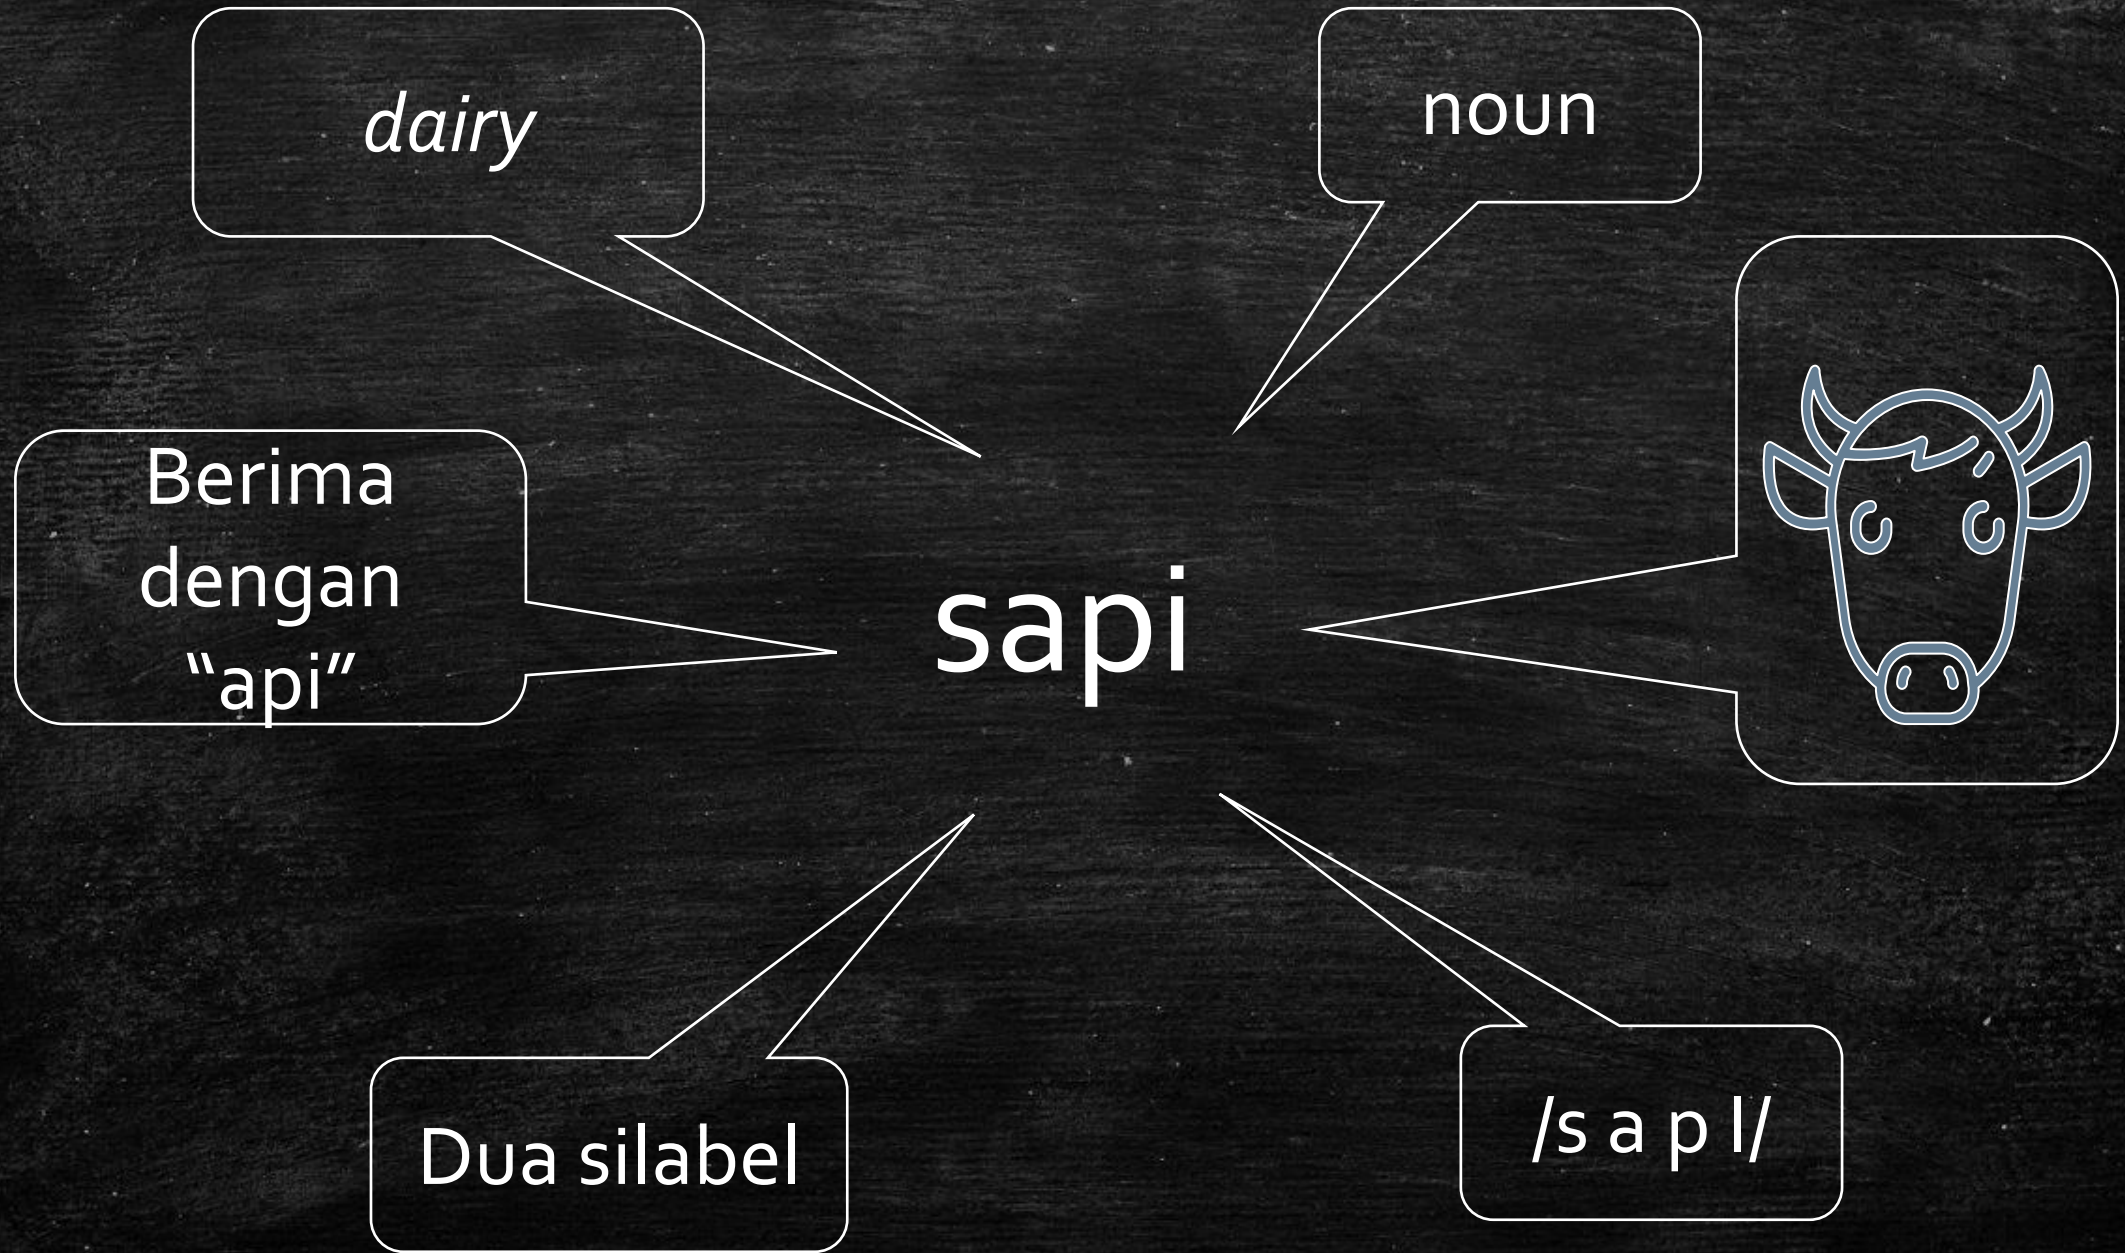 dairy
noun
Berima
dengan
“api”
sapi
Dua silabel
/s a p I/